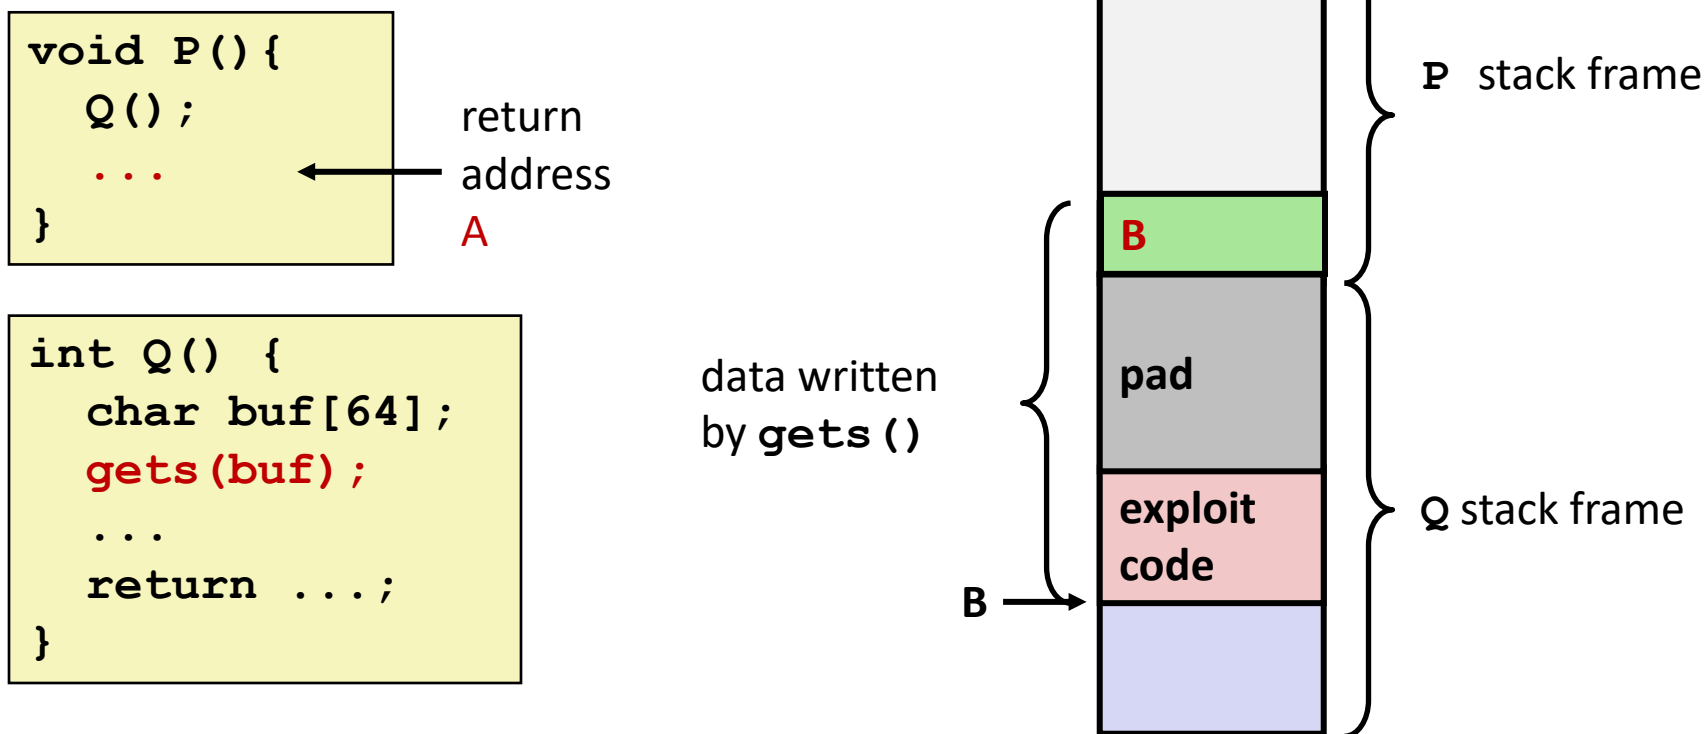 void P(){
Q();
...
}
return
address
A
int Q() {
char buf[64];
gets(buf);
...
return ...;
}
P stack frame
B
data written
by gets()
pad
exploit
code
B
Q stack frame